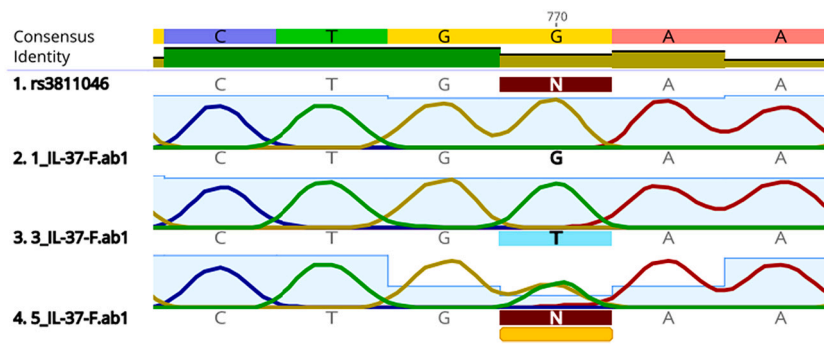 770
Consensus C T G G A A
Identity
1. rs3811046 C T G N A A
2. 1_IL-37-F.ab1 C T G G A A
3. 3_IL-37-F.ab1 C T G T A A
4. 5_IL-37-F.ab1 C T G N A A